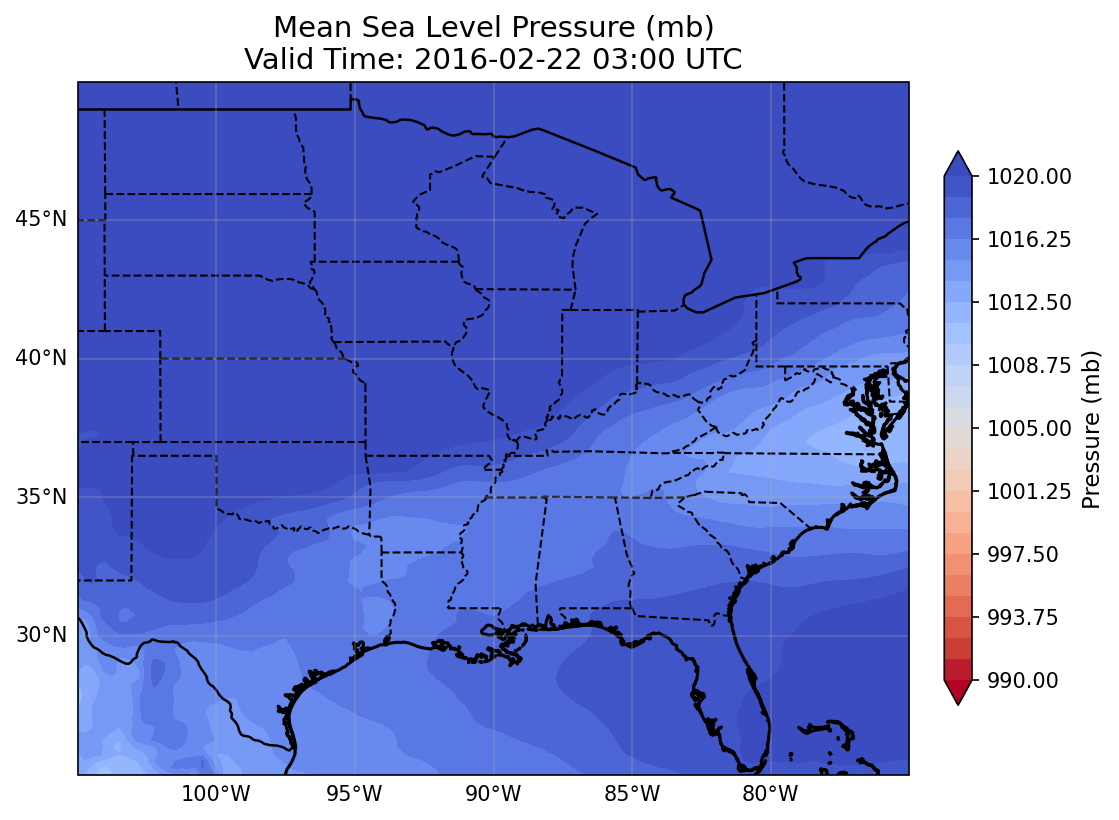 Mean Sea Level Pressure (mb)
Valid Time: 2016-02-22 03:00 UTC
45°N
40°N
35°N
30°N
100°W
95°W
90°W
85°W
80°W
1020.00
1016.25
1012.50
1008.75
1005.00
1001.25
997.50
993.75
990.00
Pressure (mb)